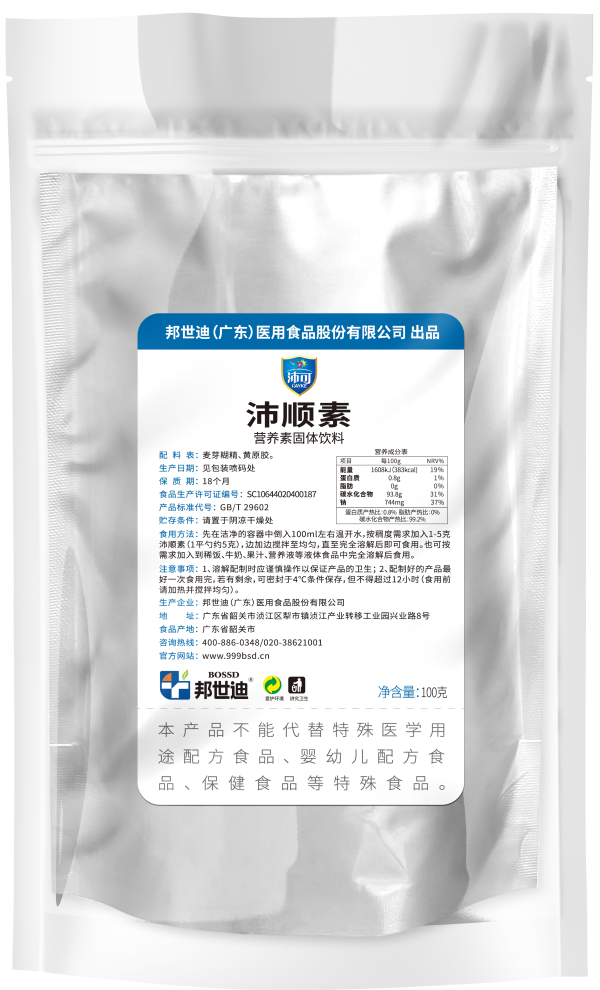 邦世迪（广东）医用食品股份有限公司 出品
沛可
TAYKE
沛顺素
营养素固体饮料
配 料 表：麦芽糊精、黄原胶。
生产日期：见包装喷码处
保 质 期：18个月
食品生产许可证编号：SC10644020400187
产品标准代号：GB/T 29602
贮存条件：请置于阴凉干燥处
营养成分表
项目 每100g NRV%
能量 1608kJ(383kcal) 19%
蛋白质 0.8g 1%
脂肪 0g 0%
碳水化合物 93.8g 31%
钠 744mg 37%
蛋白质产热比: 0.8% 脂肪产热比: 0%
碳水化合物产热比: 99.2%
食用方法：先在洁净的容器中倒入100ml左右温开水，按稠度需求加入1-5克
沛顺素（1平勺约5克），边加边搅拌至均匀，直至完全溶解后即可食用。也可按
需求加入到稀饭、牛奶、果汁、营养液等液体食品中完全溶解后食用。
注意事项：1、溶解配制时应谨慎操作以保证产品的卫生；2、配制好的产品最
好一次食用完，若有剩余，可密封于4℃条件保存，但不得超过12小时（食用前
请加热并搅拌均匀）。
生产企业：邦世迪（广东）医用食品股份有限公司
地 址：广东省韶关市浈江区犁市镇浈江产业转移工业园兴业路8号
食品产地：广东省韶关市
咨询热线：400-886-0348/020-38621001
官方网站：www.999bsd.cn
BOSSD
邦世迪®
爱护环境 讲究卫生
净含量：100克
本产品不能代替特殊医学用
途配方食品、婴幼儿配方食
品、保健食品等特殊食品。